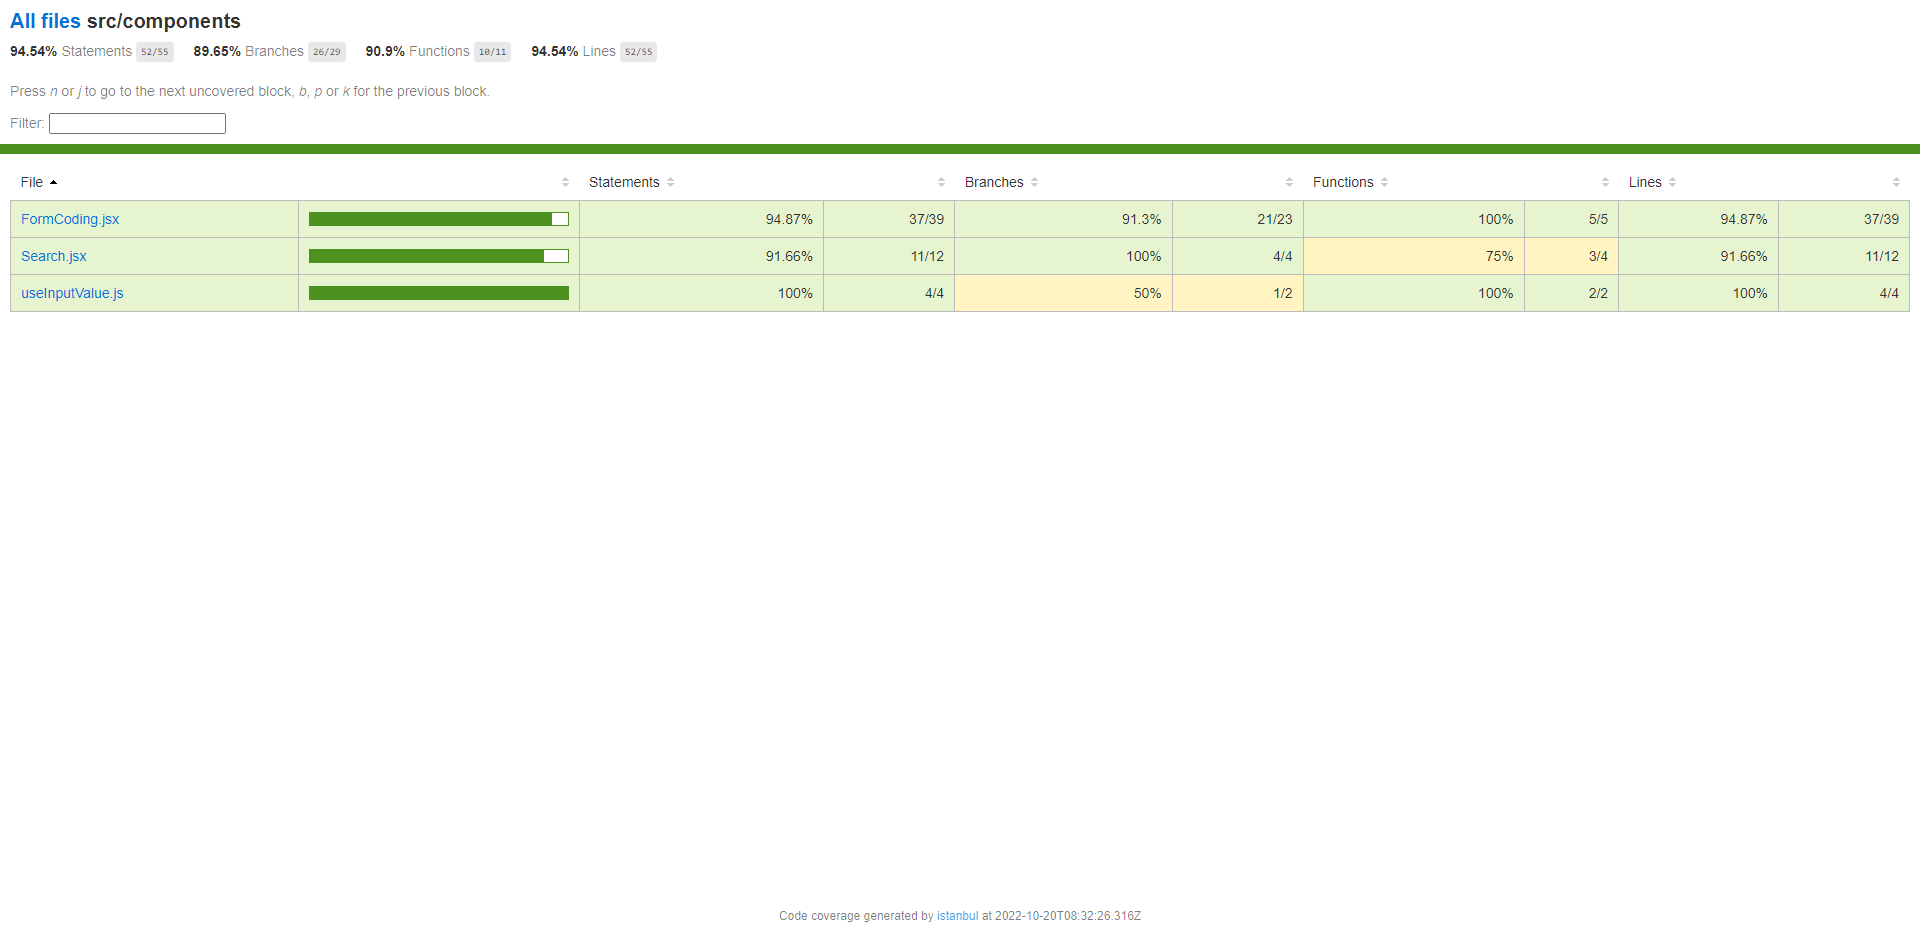 All files src/components
94.54% Statements 52/55 89.65% Branches 26/29 90.9% Functions 10/11 94.54% Lines 52/55
Press n or j to go to the next uncovered block, b, p or k for the previous block.
Filter:
File Statements Branches Functions Lines
FormCoding.jsx 94.87% 37/39 91.3% 21/23 100% 5/5 94.87% 37/39
Search.jsx 91.66% 11/12 100% 4/4 75% 3/4 91.66% 11/12
useInputValue.js 100% 4/4 50% 1/2 100% 2/2 100% 4/4
Code coverage generated by istanbul at 2022-10-20T08:32:26.316Z